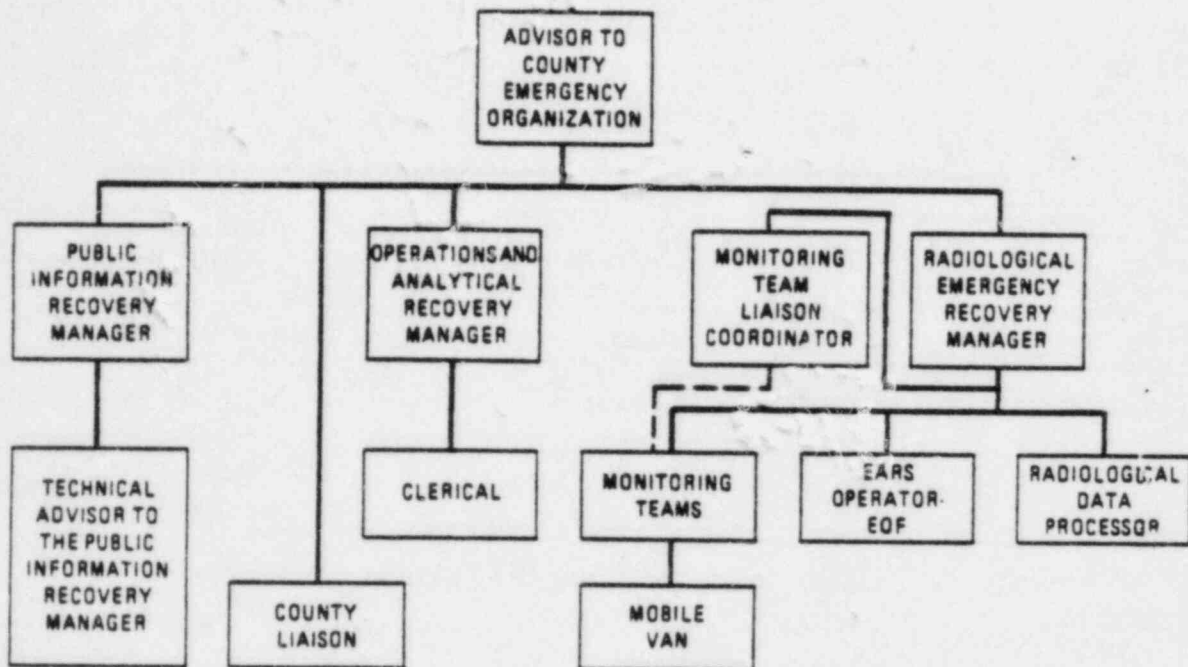 ADVISOR TO
COUNTY
EMERGENCY
ORGANIZATION
PUBLIC
INFORMATION
RECOVERY
MANAGER
OPERATIONS AND
ANALYTICAL
RECOVERY
MANAGER
MONITORING
TEAM
LIAISON
COORDINATOR
RADIOLOGICAL
EMERGENCY
RECOVERY
MANAGER
TECHNICAL
ADVISOR TO
THE PUBLIC
INFORMATION
RECOVERY
MANAGER
CLERICAL
MONITORING
TEAMS
EARS
OPERATOR-
EOF
RADIOLOGICAL
DATA
PROCESSOR
COUNTY
LIAISON
MOBILE
VAN